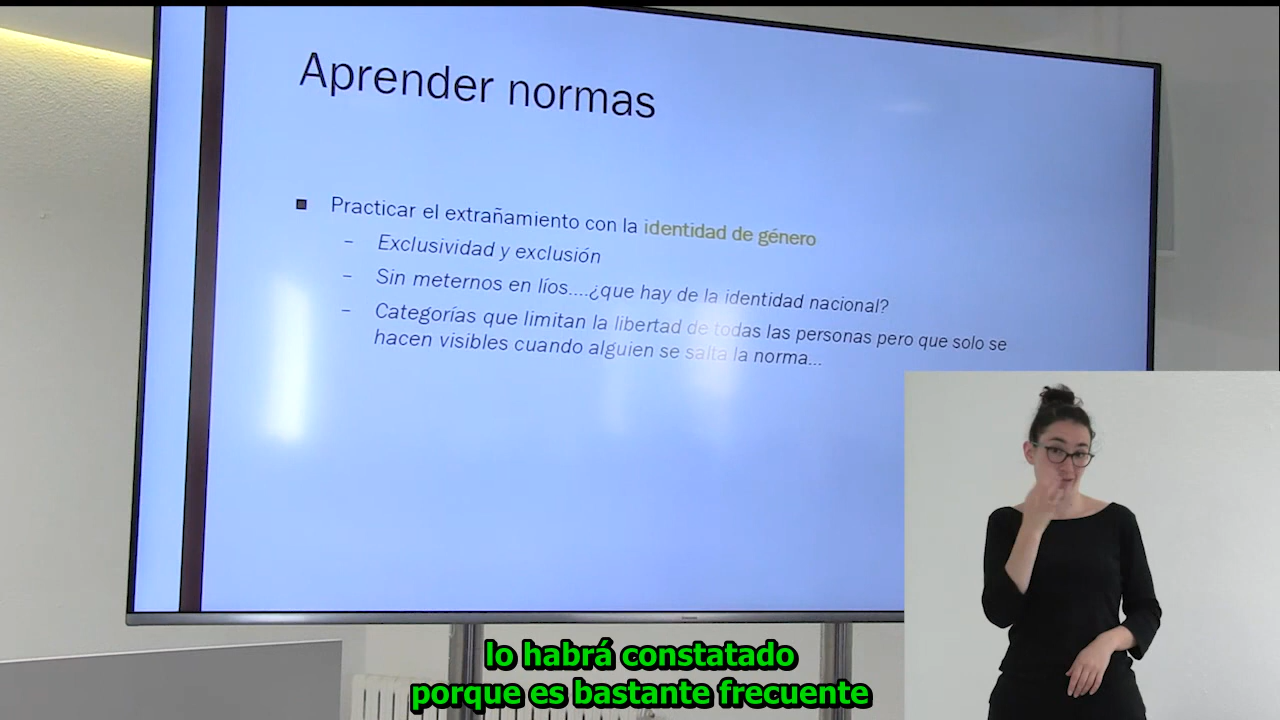 Aprender normas
▪ Practicar el extrañamiento con la identidad de género
– Exclusividad y exclusión
– Sin meternos en líos....¿que hay de la identidad nacional?
– Categorías que limitan la libertad de todas las personas pero que solo se
hacen visibles cuando alguien se salta la norma...
lo habrá constatado
porque es bastante frecuente